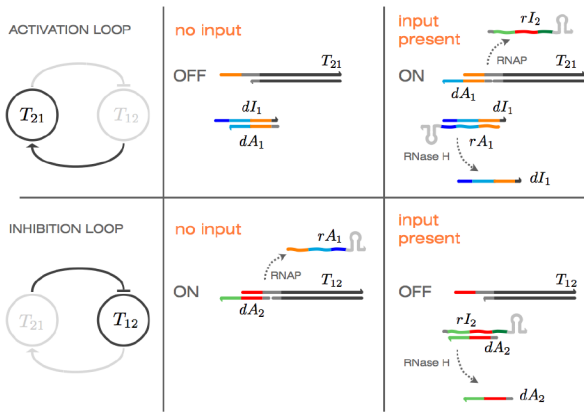 ACTIVATION LOOP
T21
T12
no input
OFF
T21
dI1
dA1
input
present
rI2
RNAP
ON
T21
dA1
dI1
rA1
RNase H
dI1
INHIBITION LOOP
T21
T12
no input
rA1
RNAP
ON
T12
dA2
input
present
OFF
T12
rI2
dA2
RNase H
dA2